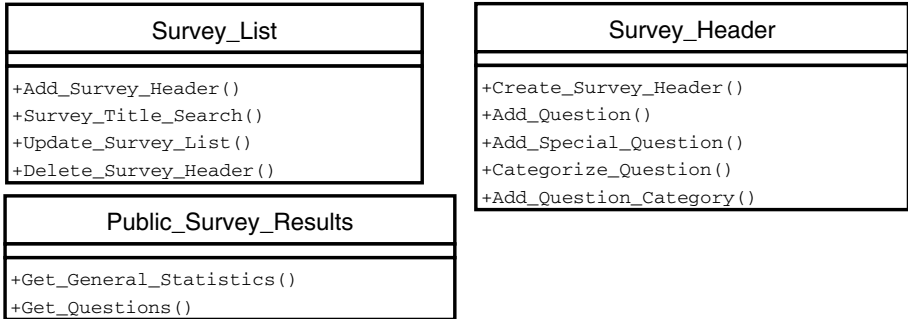 Survey_List
+Add_Survey_Header()
+Survey_Title_Search()
+Update_Survey_List()
+Delete_Survey_Header()
Survey_Header
+Create_Survey_Header()
+Add_Question()
+Add_Special_Question()
+Categorize_Question()
+Add_Question_Category()
Public_Survey_Results
+Get_General_Statistics()
+Get_Questions()